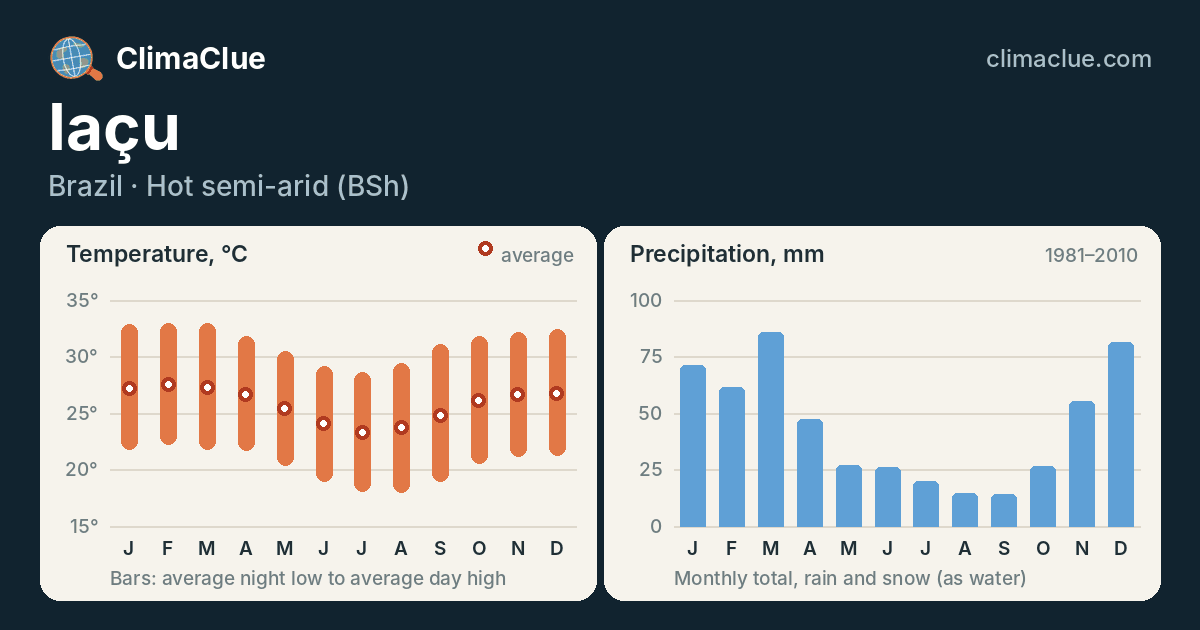 ClimaClue
climaclue.com
Iaçu
Brazil · Hot semi-arid (BSh)
Temperature, °C
average
35°
30°
25°
20°
15°
J F M A M J J A S O N D
Bars: average night low to average day high
Precipitation, mm
1981–2010
100
75
50
25
0
J F M A M J J A S O N D
Monthly total, rain and snow (as water)